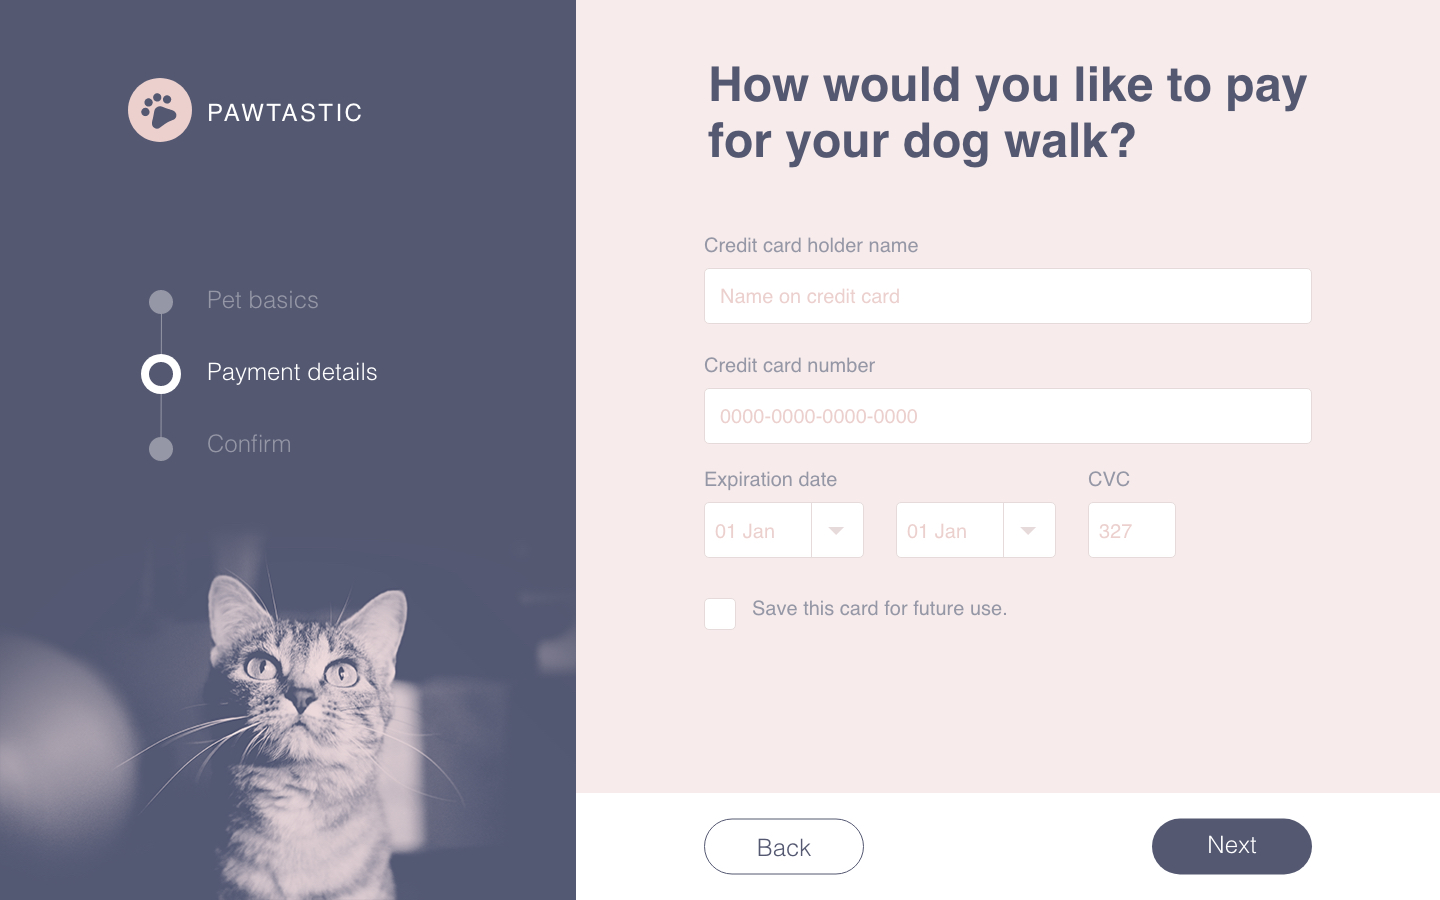 PAWTASTIC
Pet basics
Payment details
Confirm
How would you like to pay
for your dog walk?
Credit card holder name
Name on credit card
Credit card number
0000-0000-0000-0000
Expiration date
CVC
01 Jan
01 Jan
327
Save this card for future use.
Back
Next